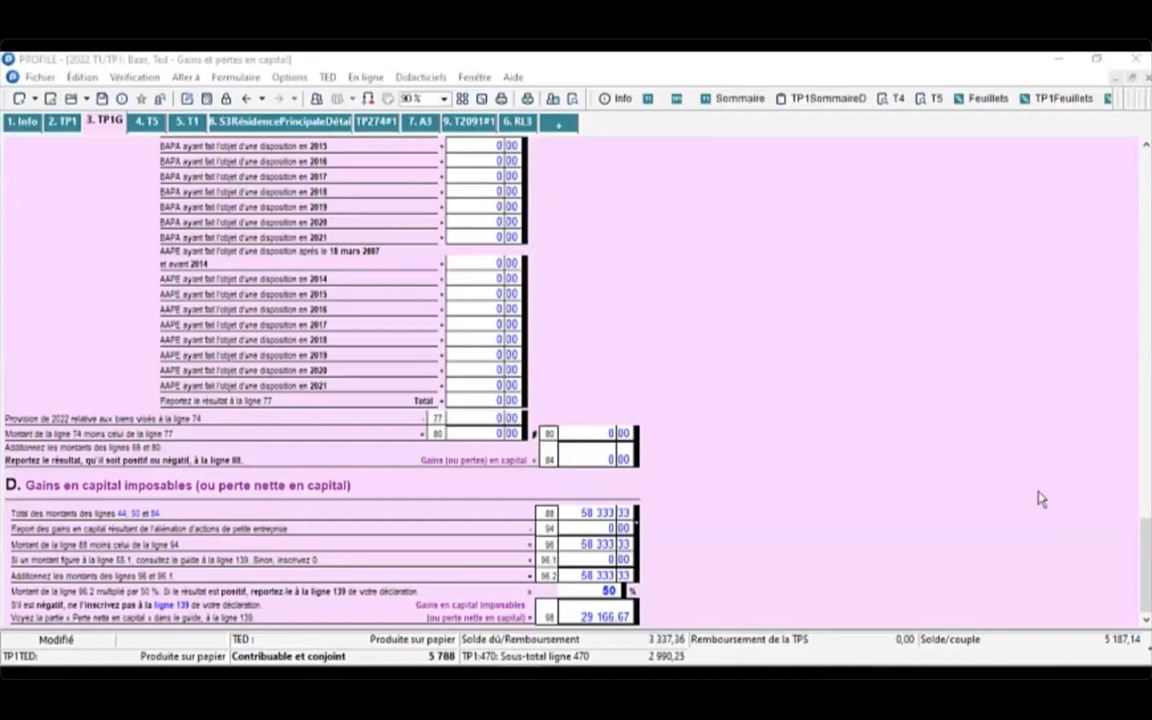 PROFILE - [2022 T1/TP1: Bear, Ted - Gains et pertes en capital]
Fichier Édition Vérification Aller à Formulaire Options TED En ligne Didacticiels Fenêtre Aide
90 % Info Sommaire TP1SommaireD T4 T5 Feuillets TP1Feuillets
1. Info 2. TP1 3. TP1G 4. T5 5. T1 8. S3RésidencePrincipaleDétai TP274#1 7. A3 9. T2091#1 6. RL3 +
BAPA ayant fait l'objet d'une disposition en 2015 + 0 00
BAPA ayant fait l'objet d'une disposition en 2016 + 0 00
BAPA ayant fait l'objet d'une disposition en 2017 + 0 00
BAPA ayant fait l'objet d'une disposition en 2018 + 0 00
BAPA ayant fait l'objet d'une disposition en 2019 + 0 00
BAPA ayant fait l'objet d'une disposition en 2020 + 0 00
BAPA ayant fait l'objet d'une disposition en 2021 + 0 00
AAPE ayant fait l'objet d'une disposition après le 18 mars 2007
et avant 2014 + 0 00
AAPE ayant fait l'objet d'une disposition en 2014 + 0 00
AAPE ayant fait l'objet d'une disposition en 2015 + 0 00
AAPE ayant fait l'objet d'une disposition en 2016 + 0 00
AAPE ayant fait l'objet d'une disposition en 2017 + 0 00
AAPE ayant fait l'objet d'une disposition en 2018 + 0 00
AAPE ayant fait l'objet d'une disposition en 2019 + 0 00
AAPE ayant fait l'objet d'une disposition en 2020 + 0 00
AAPE ayant fait l'objet d'une disposition en 2021 + 0 00
Reportez le résultat à la ligne 77 Total = 0 00
Provision de 2022 relative aux biens visés à la ligne 74 - 77 0 00
Montant de la ligne 74 moins celui de la ligne 77 = 80 0 00 80 0 00
Additionnez les montants des lignes 68 et 80.
Reportez le résultat, qu'il soit positif ou négatif, à la ligne 88. Gains (ou pertes) en capital = 84 0 00
D. Gains en capital imposables (ou perte nette en capital)
Total des montants des lignes 44, 50 et 84 88 58 333 33
Report des gains en capital résultant de l'aliénation d'actions de petite entreprise - 94 0 00
Montant de la ligne 88 moins celui de la ligne 94 = 96 58 333 33
Si un montant figure à la ligne 55.1, consultez le guide à la ligne 139. Sinon, inscrivez 0. + 96.1 0 00
Additionnez les montants des lignes 96 et 96.1. = 96.2 58 333 33
Montant de la ligne 96.2 multiplié par 50 %. Si le résultat est positif, reportez-le à la ligne 139 de votre déclaration. x 50 %
S'il est négatif, ne l'inscrivez pas à la ligne 139 de votre déclaration. Gains en capital imposables
Voyez la partie « Perte nette en capital » dans le guide, à la ligne 139. (ou perte nette en capital) = 98 29 166,67
Modifié TED : Produite sur papier Solde dû/Remboursement 3 337,36 Remboursement de la TPS 0,00 Solde/couple 5 187,14
TP1TED: Produite sur papier Contribuable et conjoint 5 788 TP1:470: Sous-total ligne 470 2 990,25